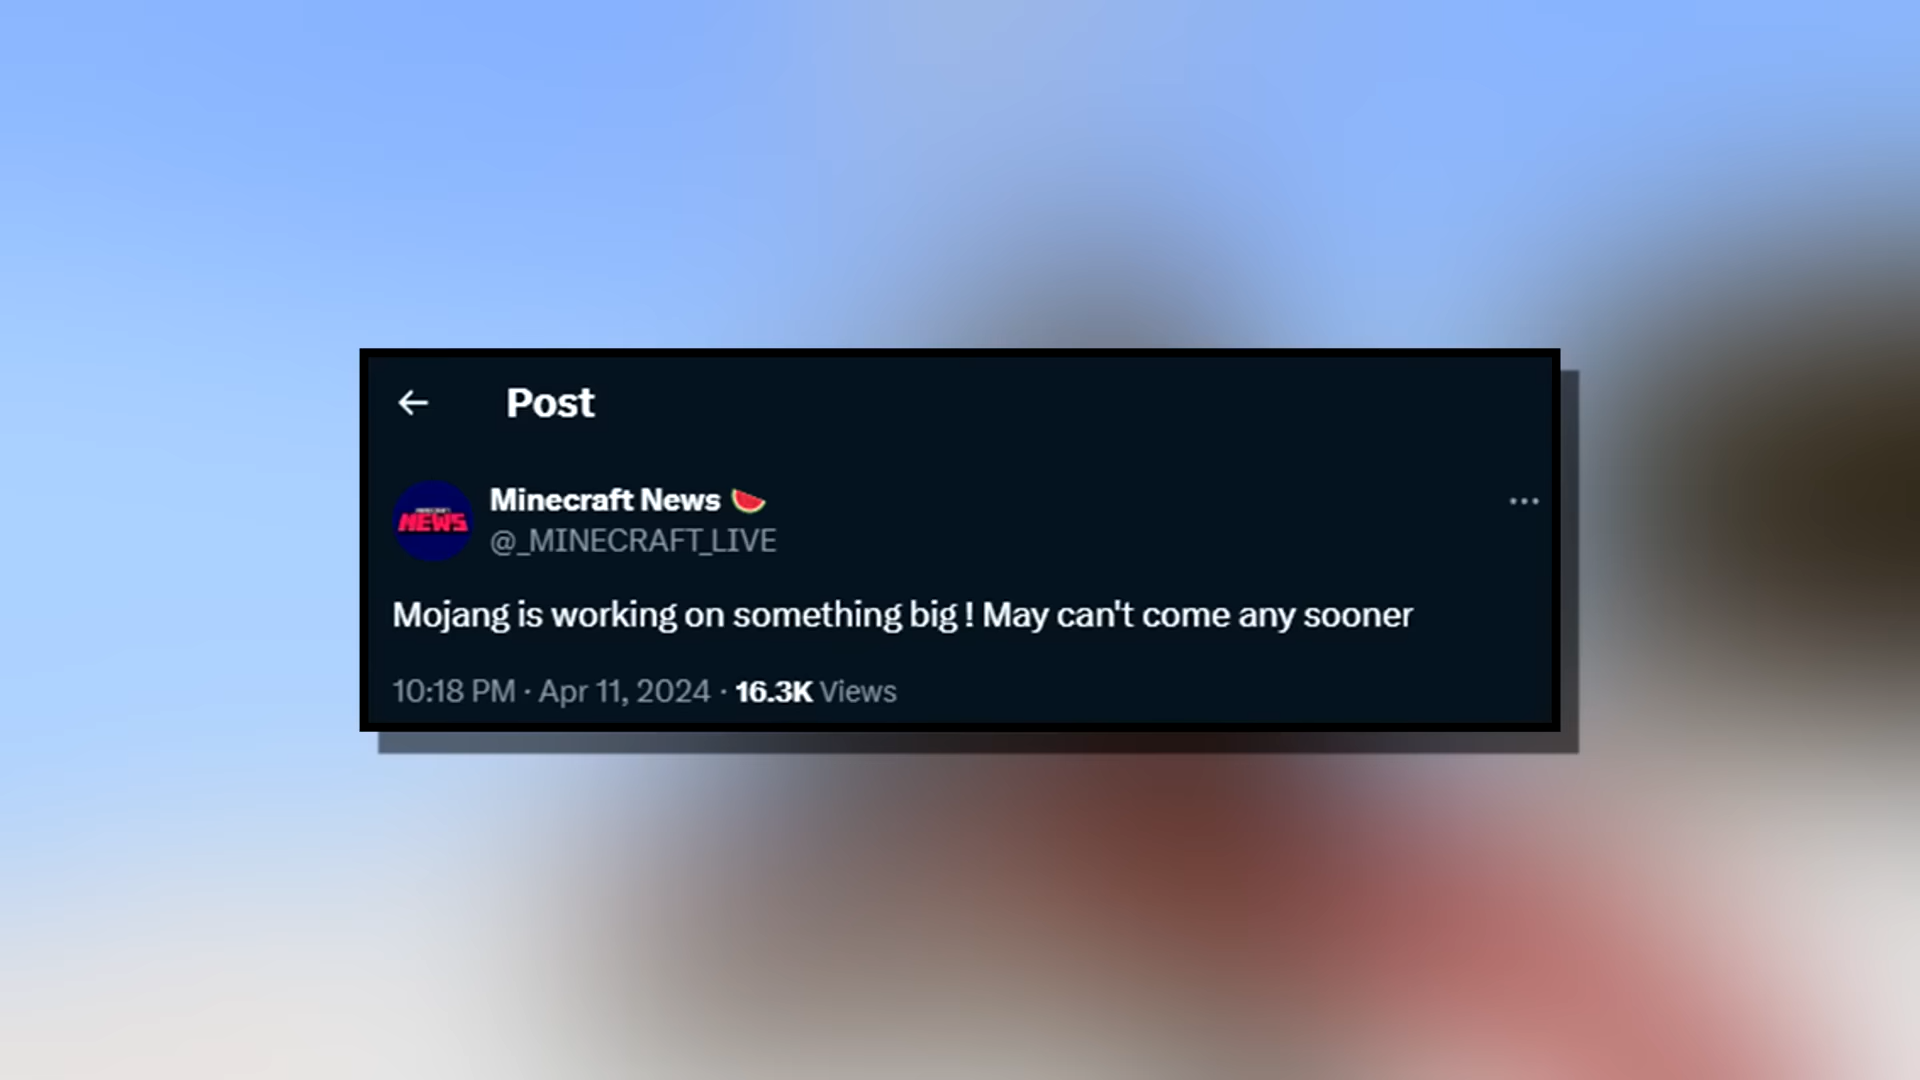 Post
Minecraft News 🍉
NEWS
@_MINECRAFT_LIVE
Mojang is working on something big ! May can't come any sooner
10:18 PM · Apr 11, 2024 · 16.3K Views